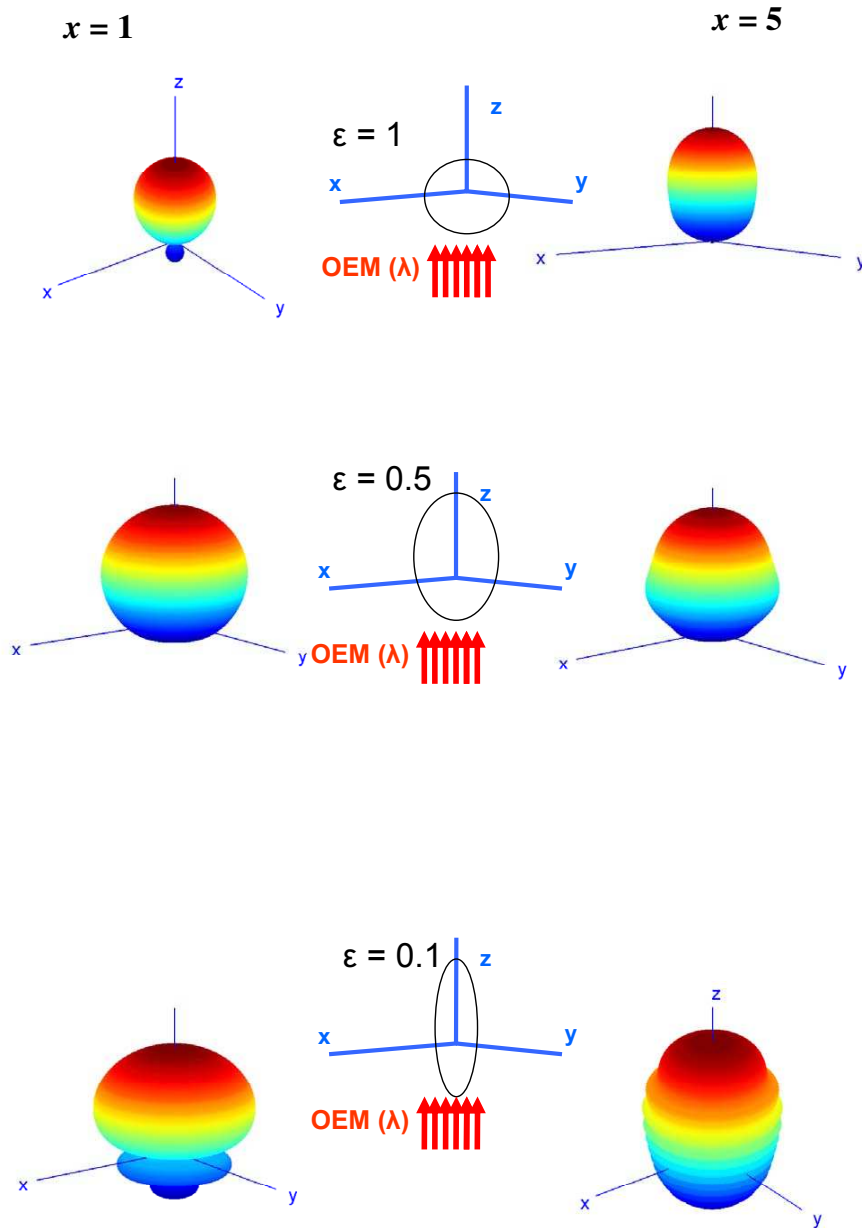 x = 1
x = 5
z
x
y
ε = 1
z
x
y
OEM (λ)
x
y
ε = 0.5
z
x
y
OEM (λ)
x
y
x
y
ε = 0.1
z
x
y
OEM (λ)
x
y
z
x
y